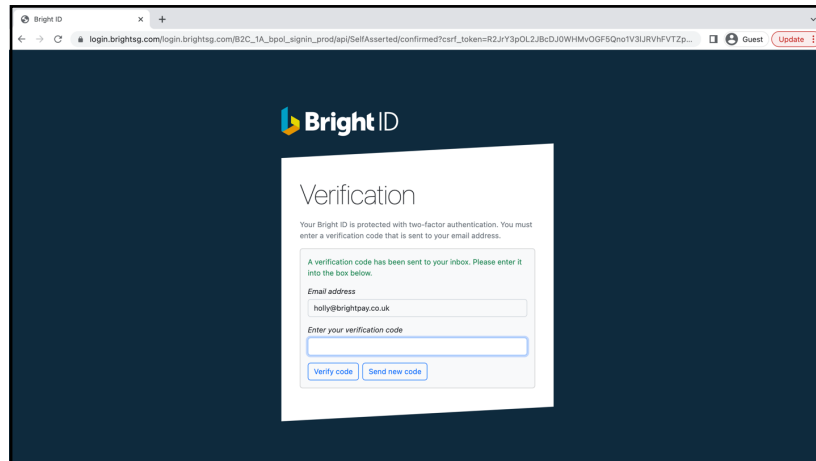 Bright ID
login.brightsg.com/login.brightsg.com/B2C_1A_bpol_signin_prod/api/SelfAsserted/confirmed?csrf_token=R2JrY3pOL2JBcDJ0WHMvOGF5Qno1V3lJRVhFVTZp...
Guest
Update
Bright ID
Verification
Your Bright ID is protected with two-factor authentication. You must
enter a verification code that is sent to your email address.
A verification code has been sent to your inbox. Please enter it
into the box below.
Email address
holly@brightpay.co.uk
Enter your verification code
Verify code Send new code